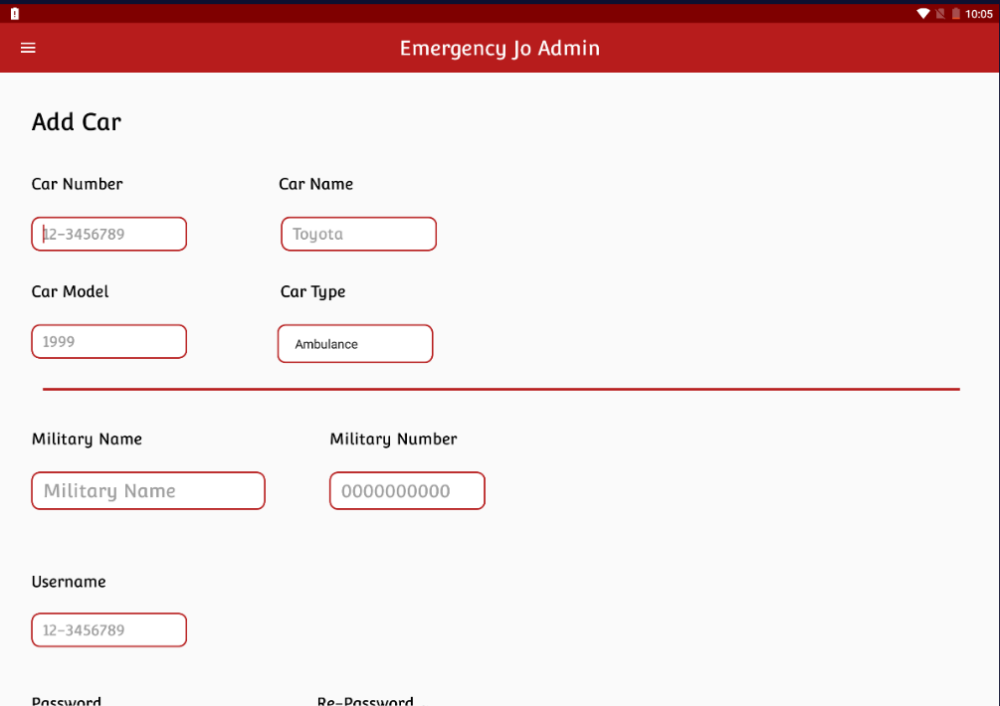 10:05
Emergency Jo Admin
Add Car
Car Number Car Name
12-3456789 Toyota
Car Model Car Type
1999 Ambulance
Military Name Military Number
Military Name 0000000000
Username
12-3456789
Password Re-Password